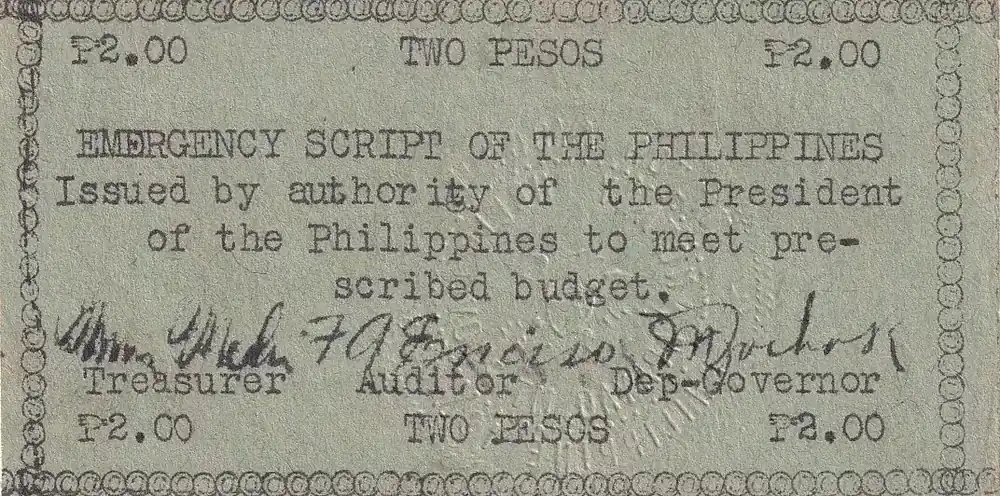 ₱2.00 TWO PESOS ₱2.00
EMERGENCY SCRIPT OF THE PHILIPPINES
Issued by authority of the President
of the Philippines to meet pre-
scribed budget.
F A Enciso
Treasurer Auditor Dep-Governor
₱2.00 TWO PESOS ₱2.00